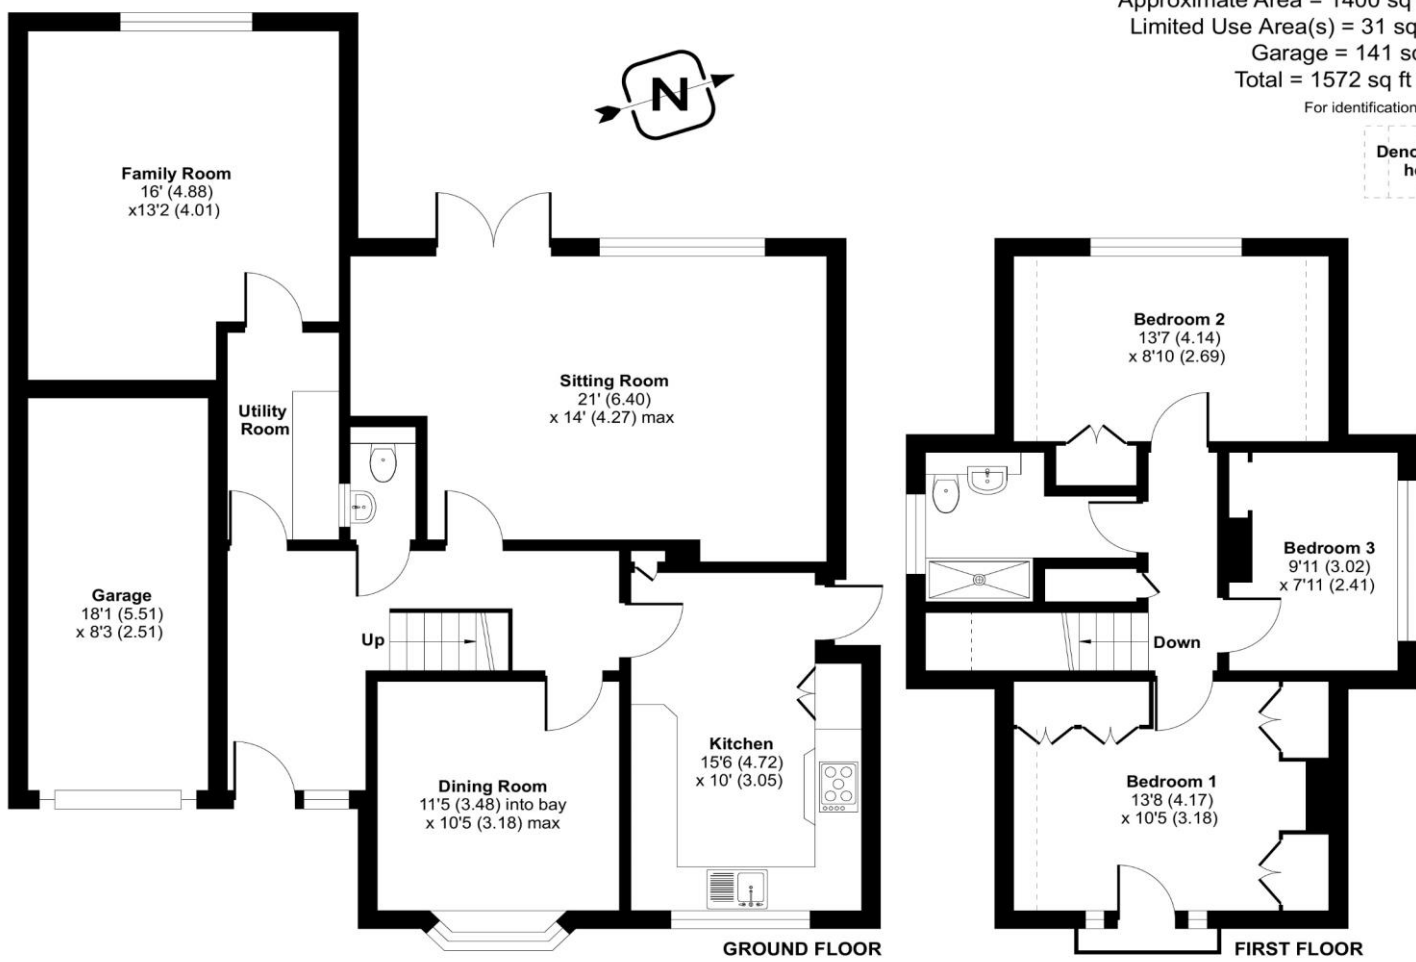 Approximate Area = 1400 sq
Limited Use Area(s) = 31 sq
Garage = 141 sq
Total = 1572 sq ft
For identification
N
Family Room
16' (4.88)
x13'2 (4.01)
Sitting Room
21' (6.40)
x 14' (4.27) max
Utility
Room
Garage
18'1 (5.51)
x 8'3 (2.51)
Up
Dining Room
11'5 (3.48) into bay
x 10'5 (3.18) max
Kitchen
15'6 (4.72)
x 10' (3.05)
GROUND FLOOR
Bedroom 2
13'7 (4.14)
x 8'10 (2.69)
Bedroom 3
9'11 (3.02)
x 7'11 (2.41)
Down
Bedroom 1
13'8 (4.17)
x 10'5 (3.18)
FIRST FLOOR